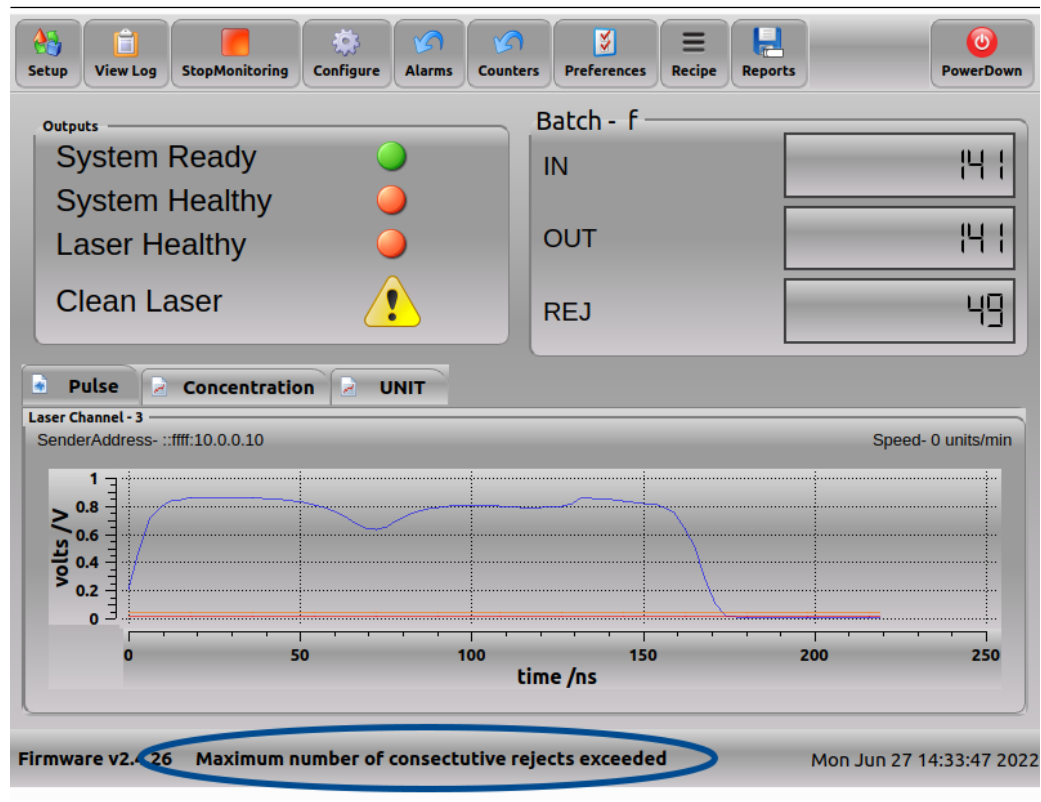 Setup View Log StopMonitoring Configure Alarms Counters Preferences Recipe Reports PowerDown
Outputs
System Ready
System Healthy
Laser Healthy
Clean Laser
Batch - f
IN 141
OUT 141
REJ 49
Pulse Concentration UNIT
Laser Channel - 3
SenderAddress- ::ffff:10.0.0.10 Speed- 0 units/min
volts /V
1
0.8
0.6
0.4
0.2
0
0 50 100 150 200 250
time /ns
Firmware 26 Maximum number of consectutive rejects exceeded Mon Jun 27 14:33:47 2022